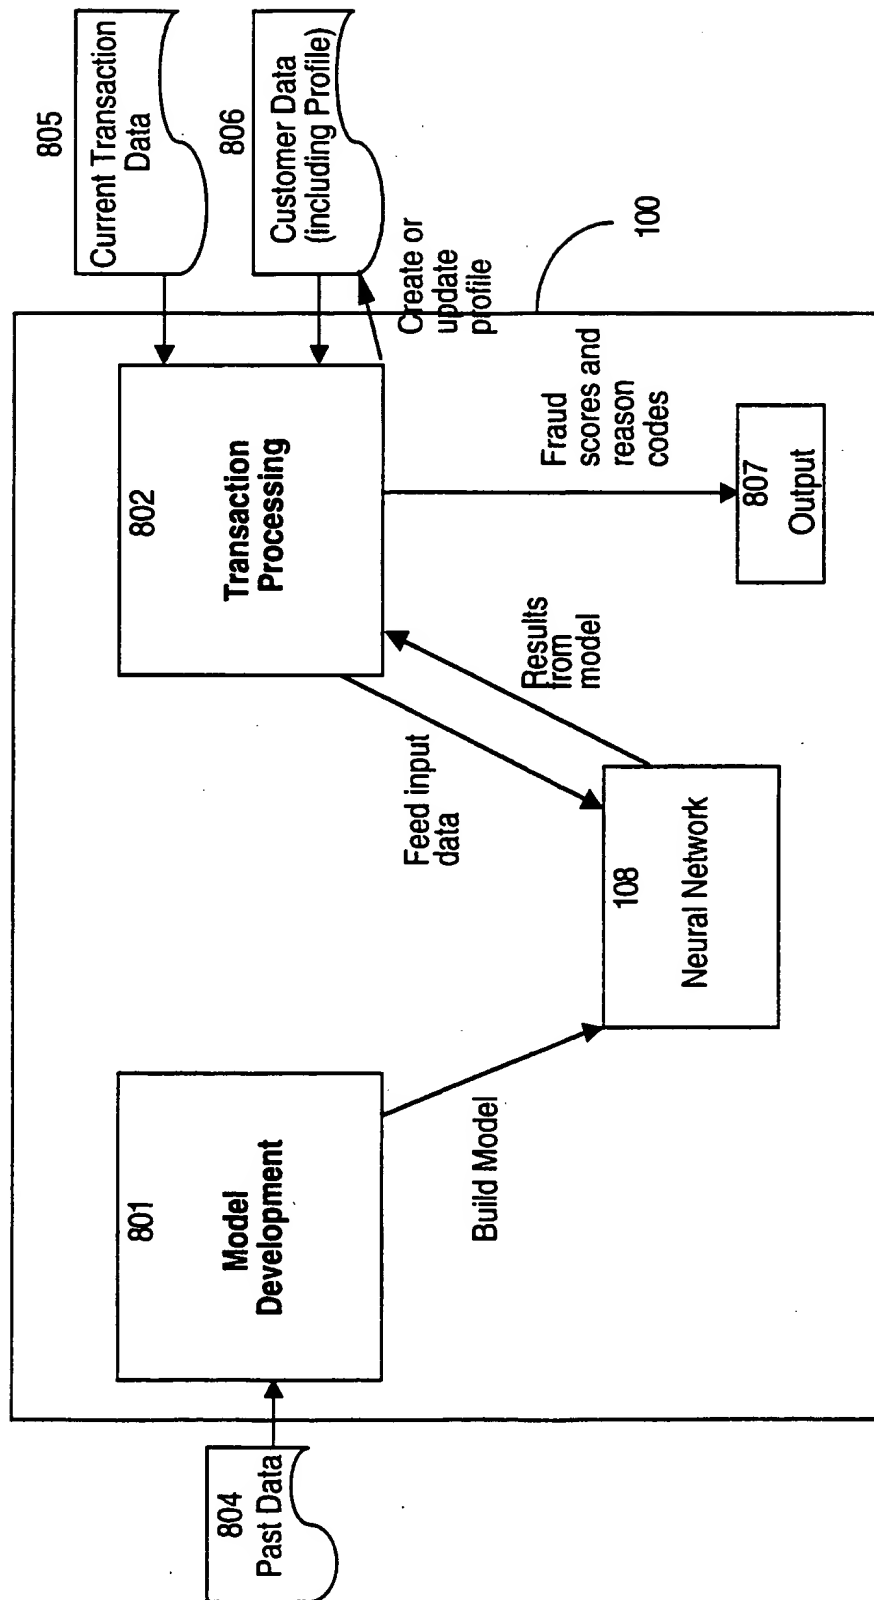 804
Past Data
801
Model
Development
Build Model
108
Neural Network
Feed input
data
Results
from
model
802
Transaction
Processing
Fraud
scores and
reason
codes
807
Output
805
Current Transaction
Data
806
Customer Data
(including Profile)
Create or
update
profile
100